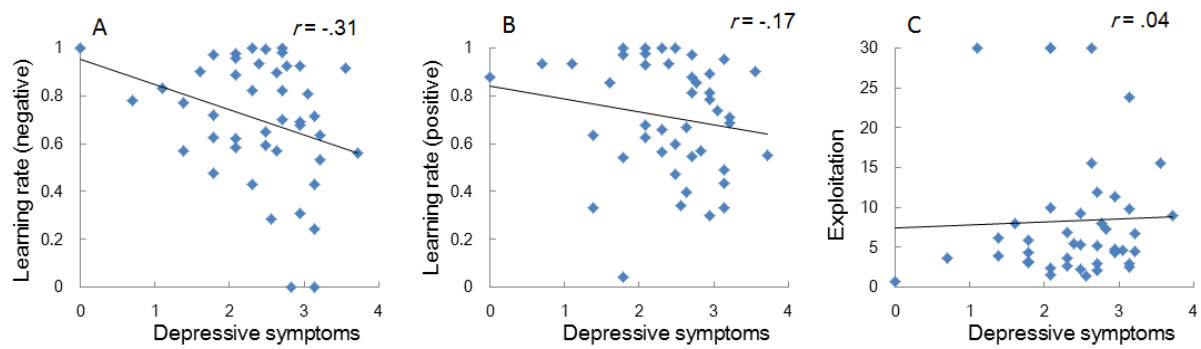 A
r = -.31
Learning rate (negative)
1
0.8
0.6
0.4
0.2
0
0 1 2 3 4
Depressive symptoms
B
r = -.17
Learning rate (positive)
1
0.8
0.6
0.4
0.2
0
0 1 2 3 4
Depressive symptoms
C
r = .04
Exploitation
30
25
20
15
10
5
0
0 1 2 3 4
Depressive symptoms